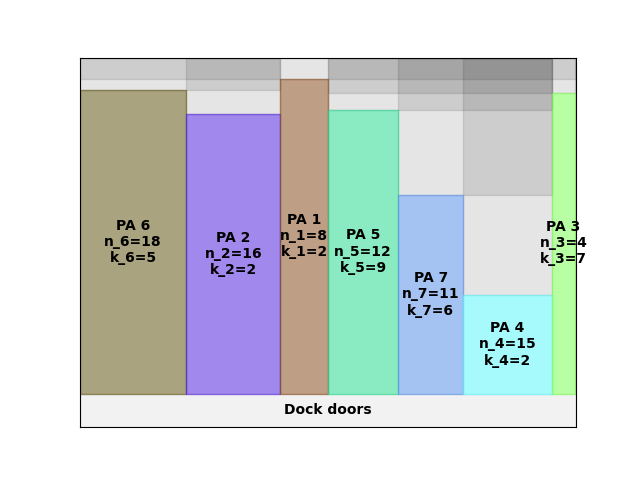 PA 6
n_6=18
k_6=5
PA 2
n_2=16
k_2=2
PA 1
n_1=8
k_1=2
PA 5
n_5=12
k_5=9
PA 7
n_7=11
k_7=6
PA 4
n_4=15
k_4=2
PA 3
n_3=4
k_3=7
Dock doors